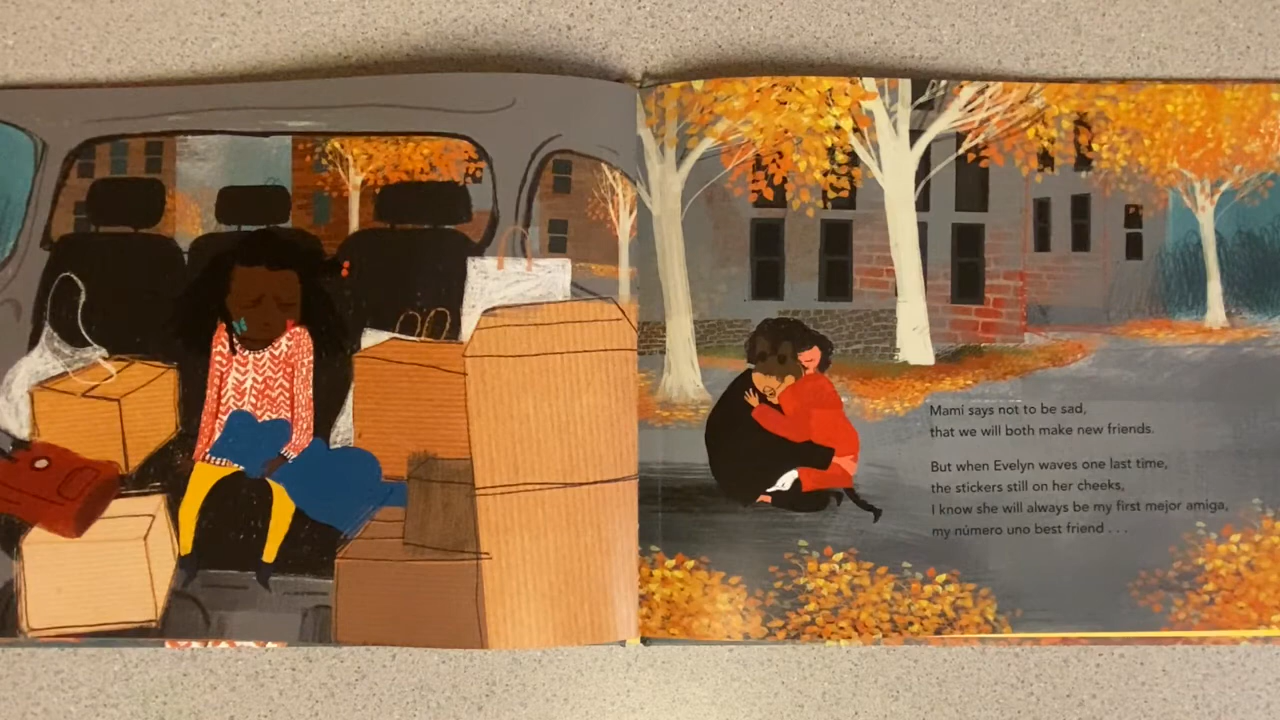 Mami says not to be sad,
that we will both make new friends.
But when Evelyn waves one last time,
the stickers still on her cheeks,
I know she will always be my first mejor amiga,
my número uno best friend . . .